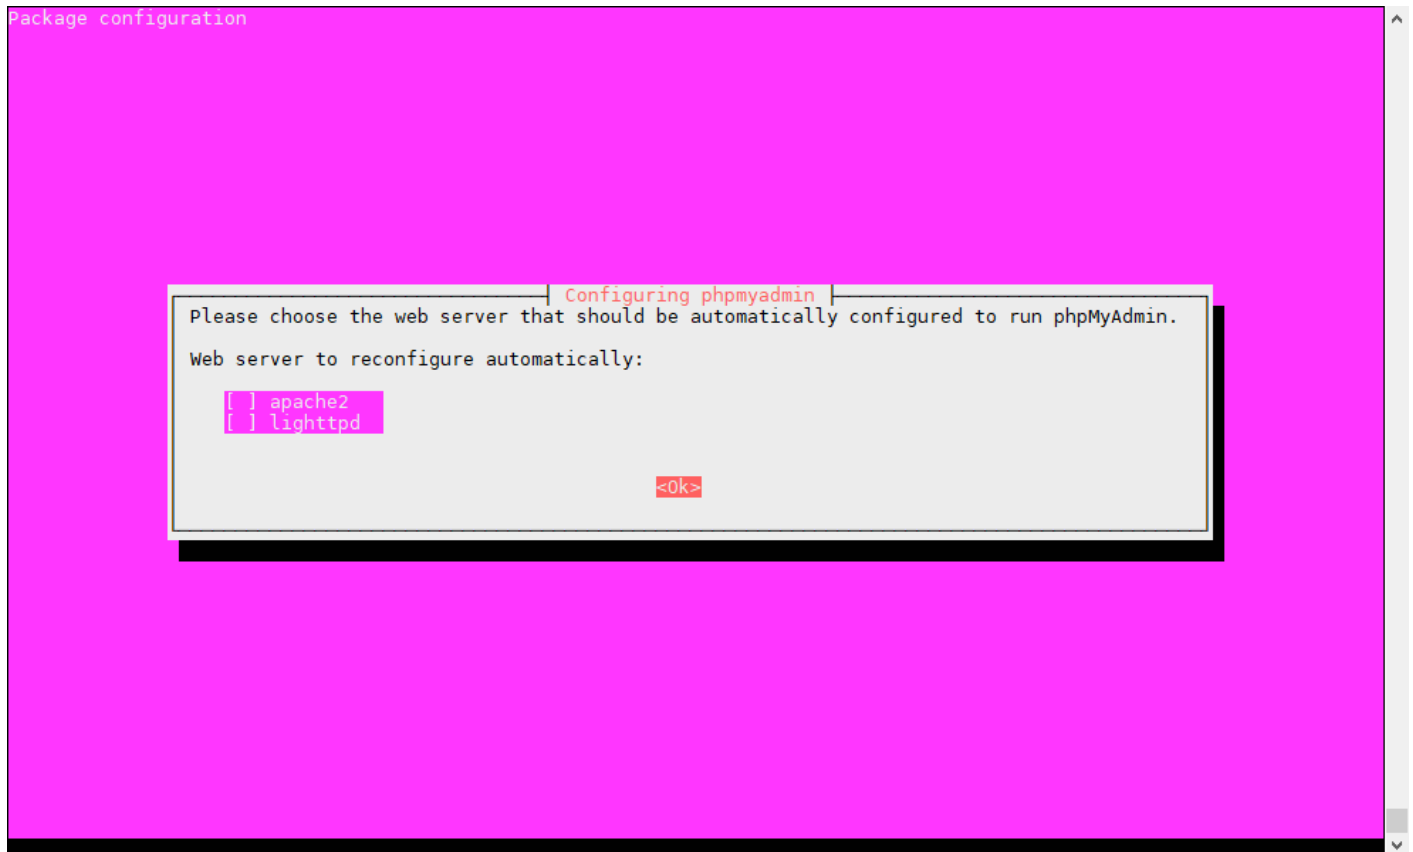 Package configuration
Configuring phpmyadmin
Please choose the web server that should be automatically configured to run phpMyAdmin.
Web server to reconfigure automatically:
[ ] apache2
[ ] lighttpd
<Ok>